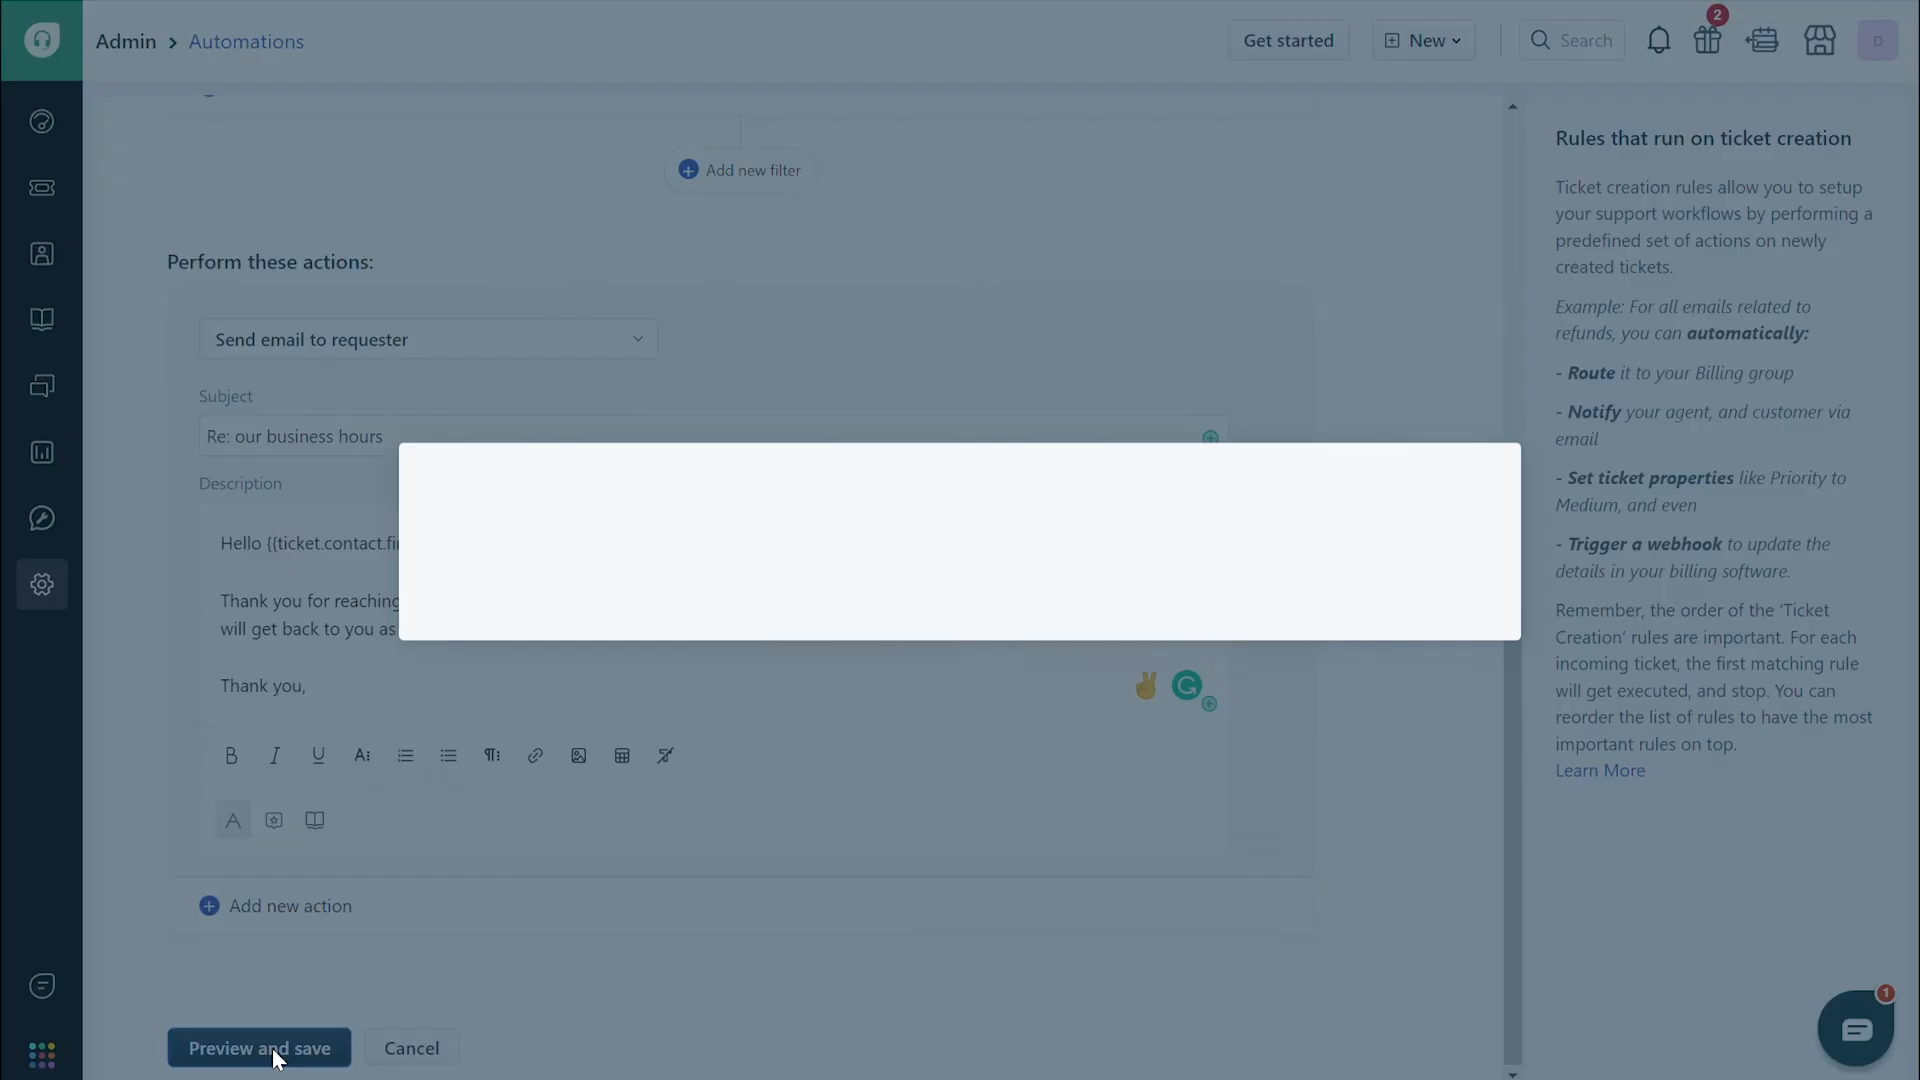 Admin > Automations
Get started
New
Search
2
D
Add new filter
Perform these actions:
Send email to requester
Subject
Re: our business hours
Description
Hello {{ticket.contact.fi
Thank you for reaching
will get back to you as
Thank you,
Add new action
Preview and save
Cancel
Rules that run on ticket creation
Ticket creation rules allow you to setup
your support workflows by performing a
predefined set of actions on newly
created tickets.
Example: For all emails related to
refunds, you can automatically:
- Route it to your Billing group
- Notify your agent, and customer via
email
- Set ticket properties like Priority to
Medium, and even
- Trigger a webhook to update the
details in your billing software.
Remember, the order of the ‘Ticket
Creation’ rules are important. For each
incoming ticket, the first matching rule
will get executed, and stop. You can
reorder the list of rules to have the most
important rules on top.
Learn More
1